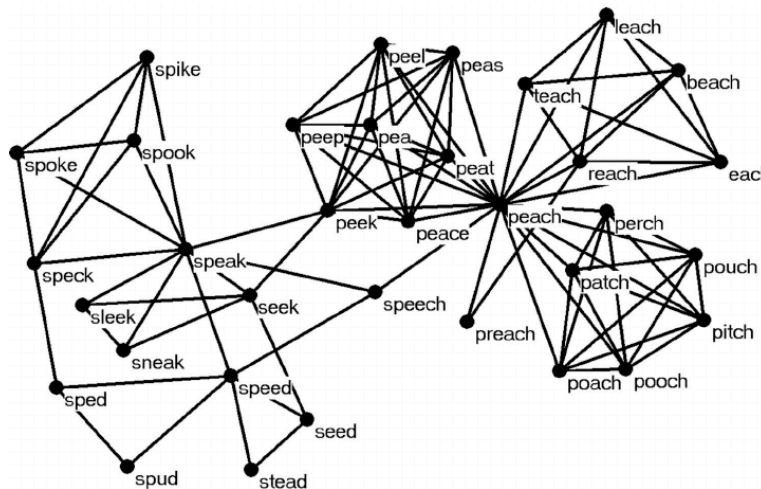 leach
spike
peel
peas
beach
teach
spook
peep
pea
spoke
peat
reach
eac
peek
peace
peach
perch
speck
speak
pouch
patch
sleek
seek
speech
preach
pitch
sneak
poach
pooch
sped
speed
seed
spud
stead